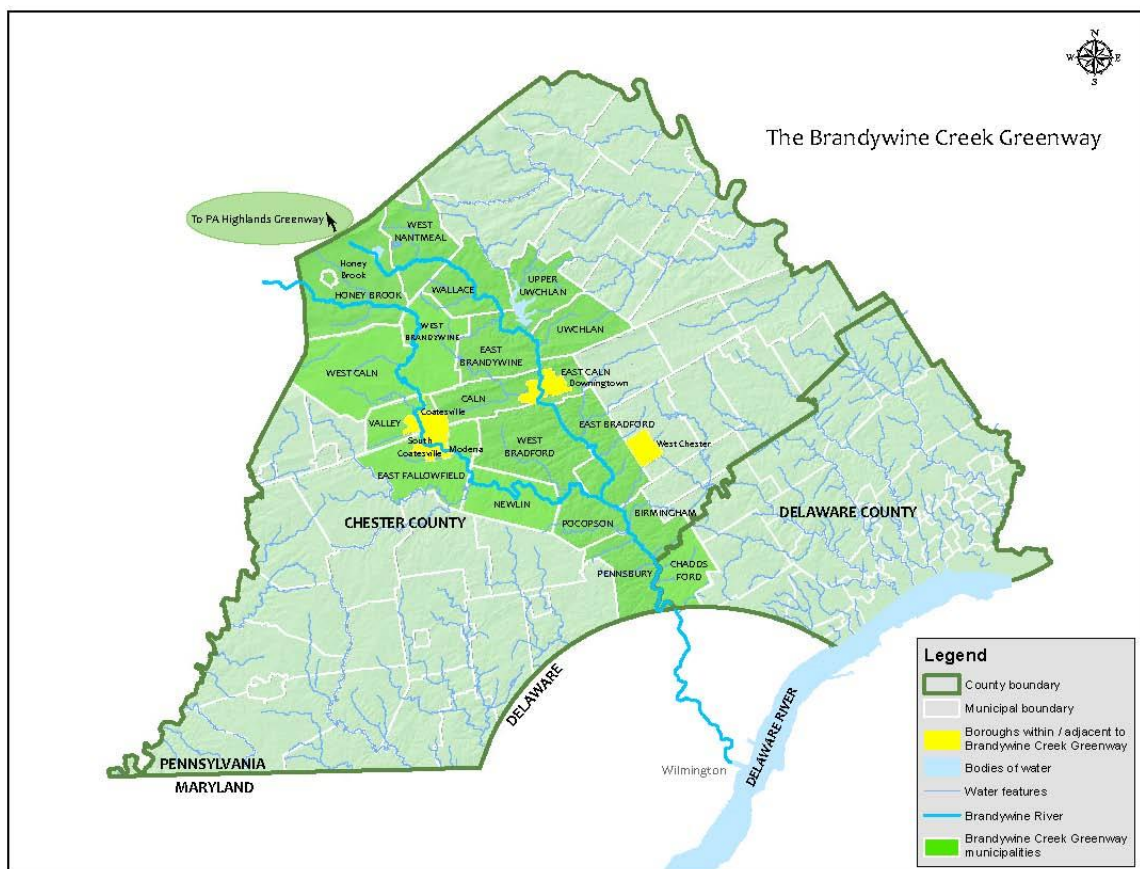 N
W E
S
The Brandywine Creek Greenway
To PA Highlands Greenway
WEST
NANTMEAL
Honey
Brook
HONEY BROOK
WALLACE
UPPER
UWCHLAN
UWCHLAN
WEST
BRANDYWINE
EAST
BRANDYWINE
WEST CALN
EAST CALN
Downingtown
CALN
VALLEY
Coatesville
EAST BRADFORD
West Chester
South
Coatesville
Modena
WEST
BRADFORD
EAST FALLOWFIELD
NEWLIN
CHESTER COUNTY
POCOPSON
BIRMINGHAM
DELAWARE COUNTY
PENNSBURY
CHADDS
FORD
DELAWARE
DELAWARE RIVER
Wilmington
PENNSYLVANIA
MARYLAND
Legend
County boundary
Municipal boundary
Boroughs within / adjacent to
Brandywine Creek Greenway
Bodies of water
Water features
Brandywine River
Brandywine Creek Greenway
municipalities